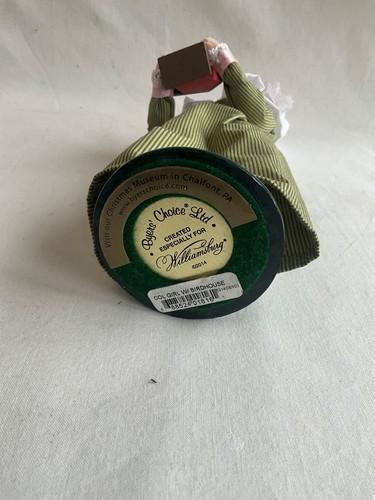 Visit our Christmas Museum in Chalfont, PA
www.byerschoice.com
Byers' Choice Ltd.
CREATED
ESPECIALLY FOR
Williamsburg
©2014
COL GIRL W/ BIRDHOUSE